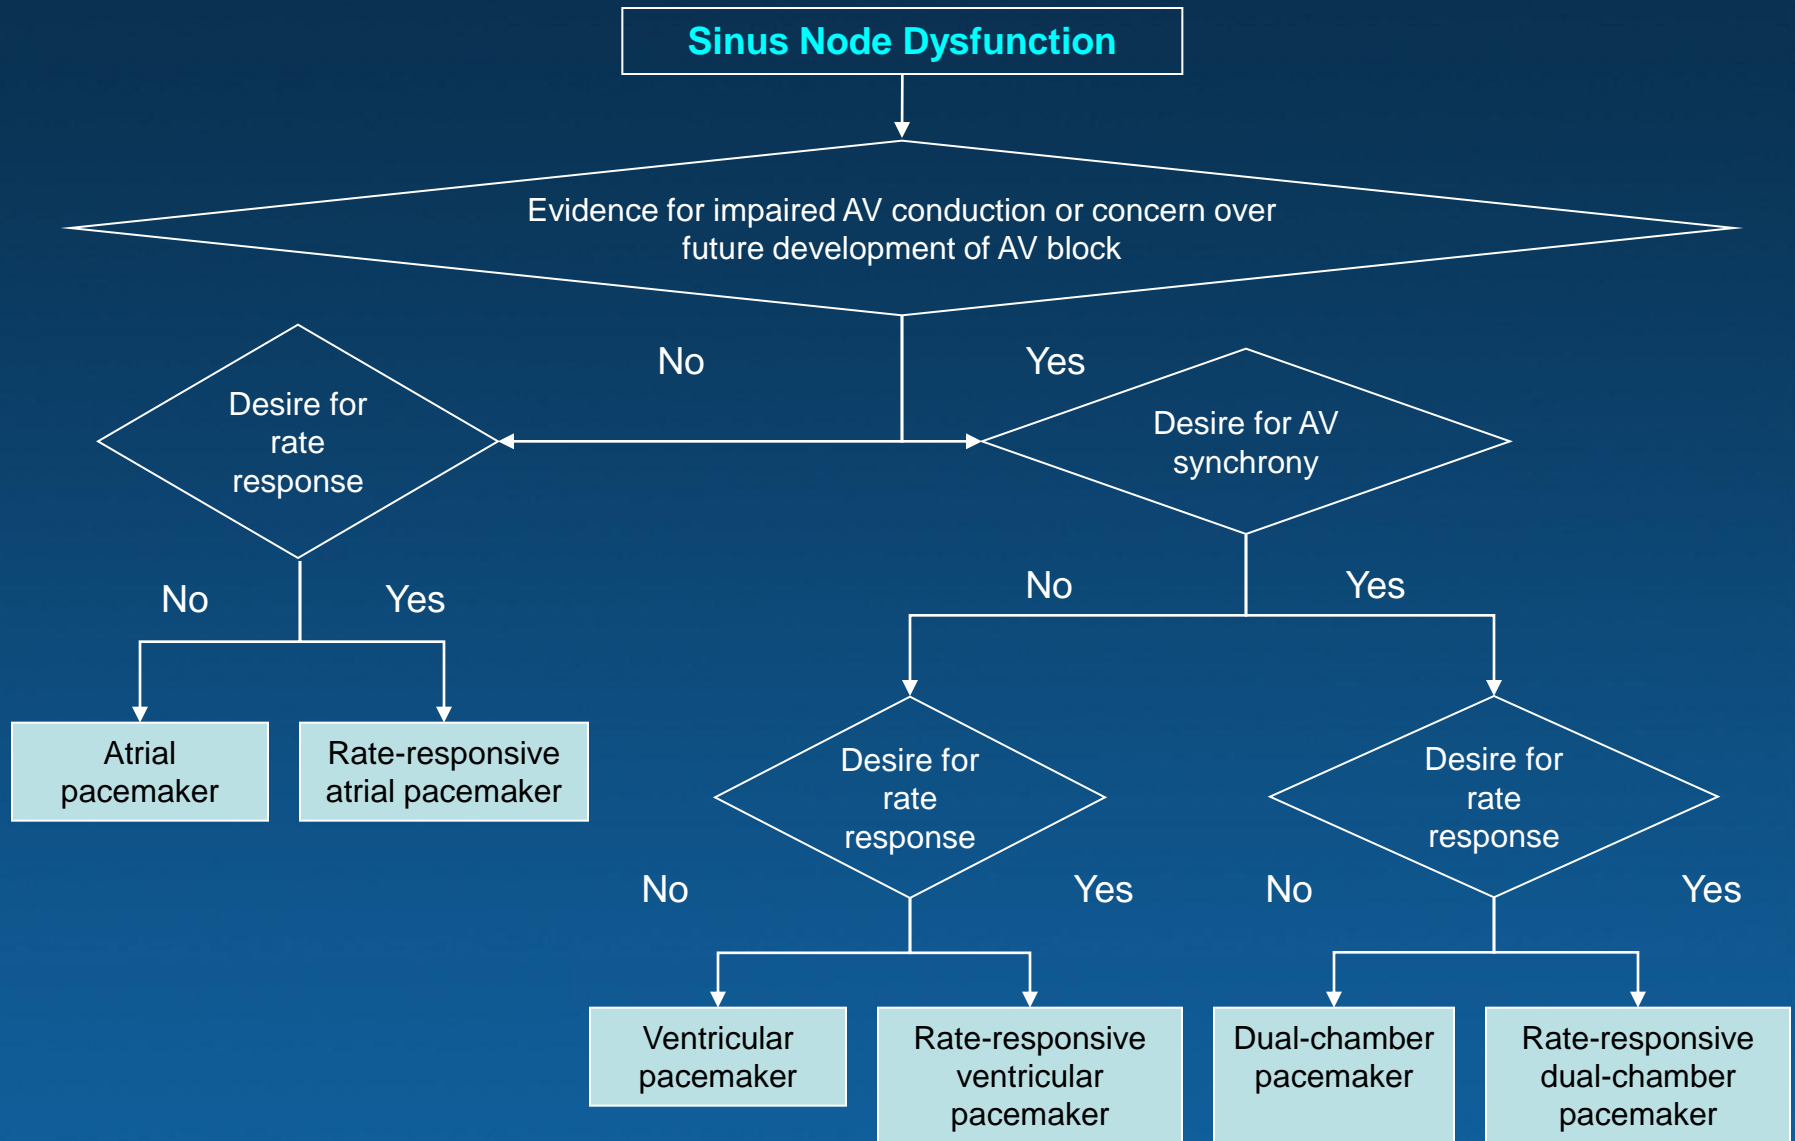 Sinus Node Dysfunction
Evidence for impaired AV conduction or concern over
future development of AV block
No
Yes
Desire for
rate
response
Desire for AV
synchrony
No
Yes
No
Yes
Atrial
pacemaker
Rate-responsive
atrial pacemaker
Desire for
rate
response
Desire for
rate
response
No
Yes
No
Yes
Ventricular
pacemaker
Rate-responsive
ventricular
pacemaker
Dual-chamber
pacemaker
Rate-responsive
dual-chamber
pacemaker